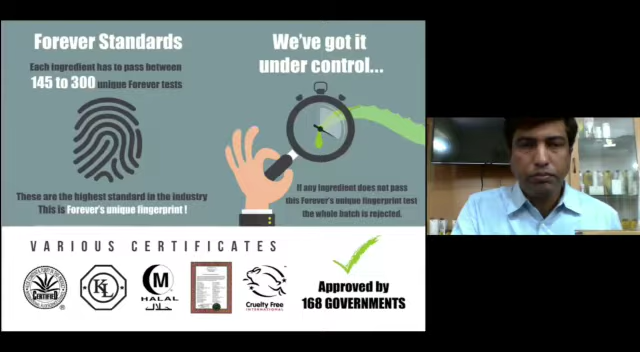 Forever Standards
Each ingredient has to pass between
145 to 300 unique Forever tests
These are the highest standard in the industry
This is Forever's unique fingerprint !
We've got it
under control...
If any ingredient does not pass
this Forever's unique fingerprint test
the whole batch is rejected.
VARIOUS CERTIFICATES
CERTIFIED
®
K
L
M
HALAL
حلال
Cruelty Free
INTERNATIONAL
Approved by
168 GOVERNMENTS